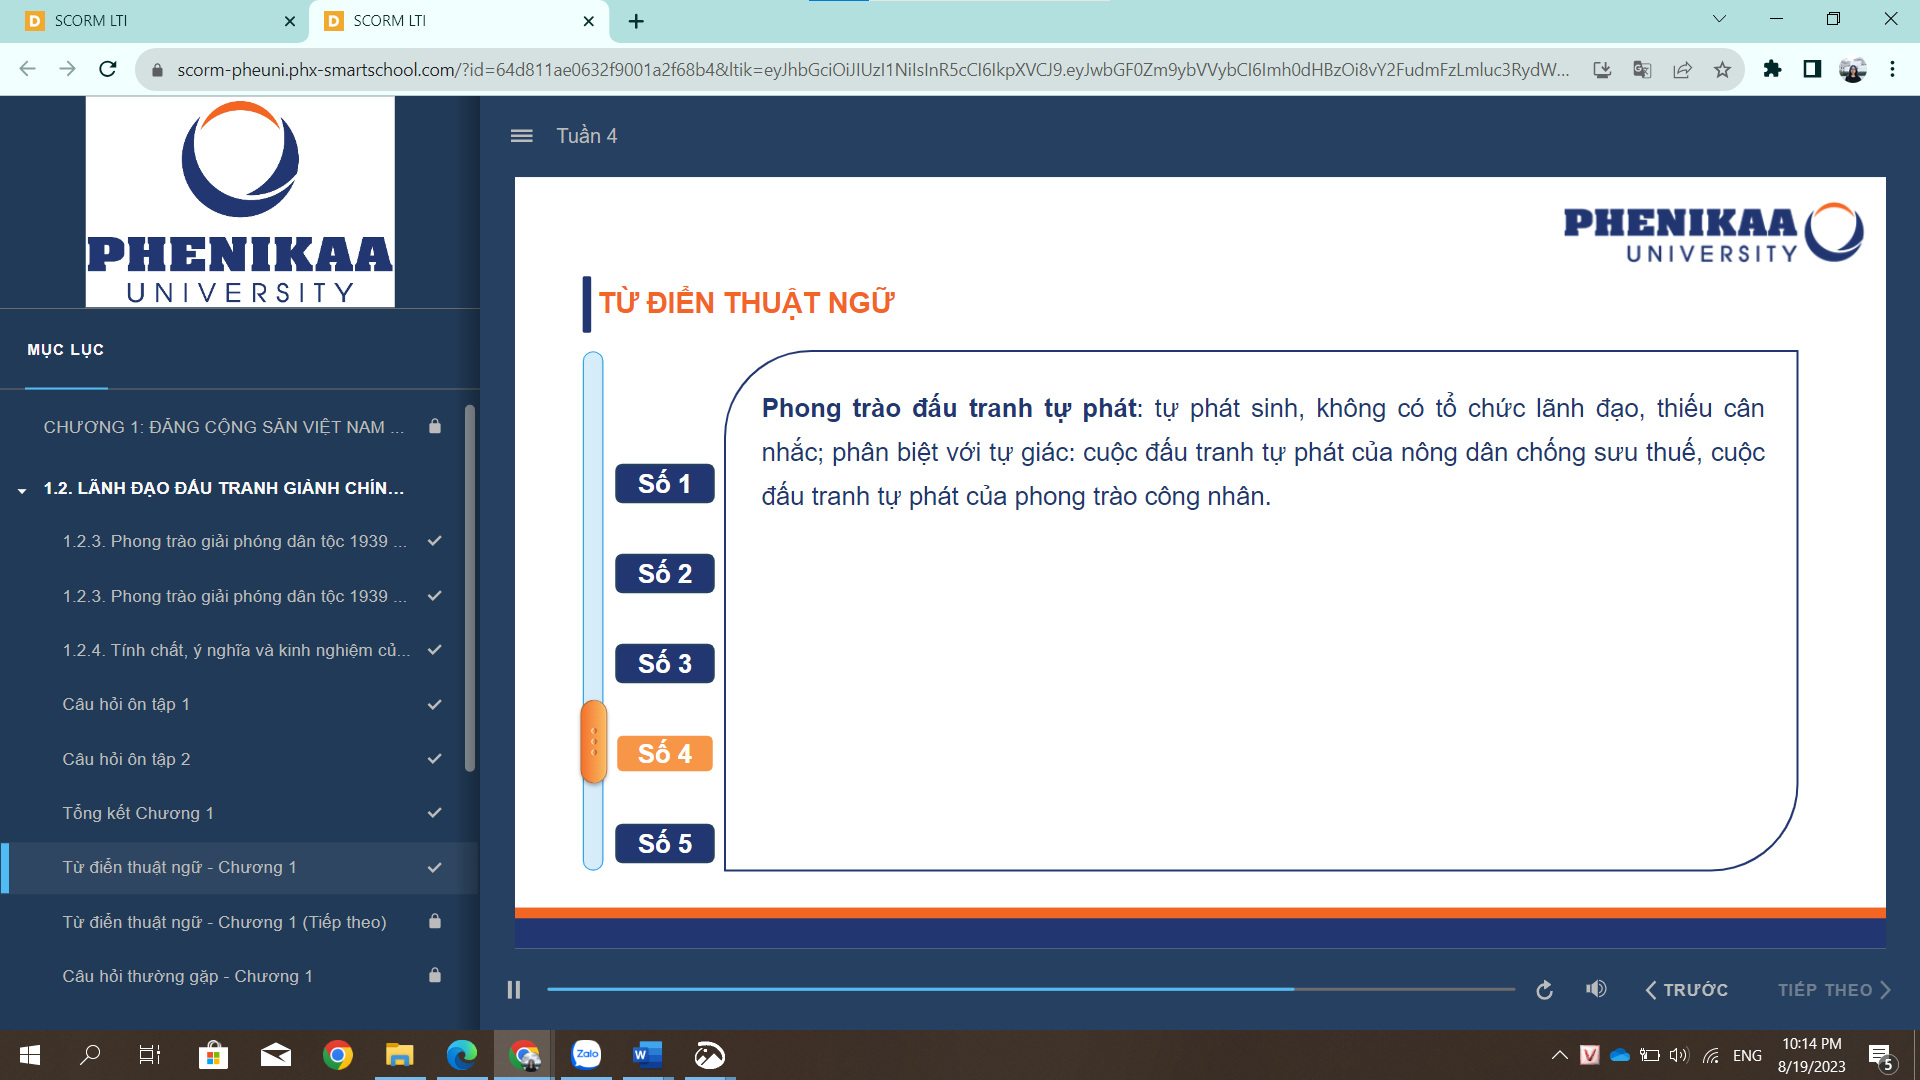 SCORM LTI
SCORM LTI
scorm-pheuni.phx-smartschool.com/?id=64d811ae0632f9001a2f68b4&ltik=eyJhbGciOiJIUzI1NiIsInR5cCI6IkpXVCJ9.eyJwbGF0Zm9ybVVybCI6Imh0dHBzOi8vY2FudmFzLmluc3RydW...
PHENIKAA
UNIVERSITY
MỤC LỤC
CHƯƠNG 1: ĐẢNG CỘNG SẢN VIỆT NAM ...
1.2. LÃNH ĐẠO ĐẤU TRANH GIÀNH CHÍN...
1.2.3. Phong trào giải phóng dân tộc 1939 ...
1.2.3. Phong trào giải phóng dân tộc 1939 ...
1.2.4. Tính chất, ý nghĩa và kinh nghiệm củ...
Câu hỏi ôn tập 1
Câu hỏi ôn tập 2
Tổng kết Chương 1
Từ điển thuật ngữ - Chương 1
Từ điển thuật ngữ - Chương 1 (Tiếp theo)
Câu hỏi thường gặp - Chương 1
Tuần 4
PHENIKAA
UNIVERSITY
TỪ ĐIỂN THUẬT NGỮ
Số 1
Số 2
Số 3
Số 4
Số 5
Phong trào đấu tranh tự phát: tự phát sinh, không có tổ chức lãnh đạo, thiếu cân
nhắc; phân biệt với tự giác: cuộc đấu tranh tự phát của nông dân chống sưu thuế, cuộc
đấu tranh tự phát của phong trào công nhân.
TRƯỚC
TIẾP THEO
Zalo
ENG
10:14 PM
8/19/2023
5